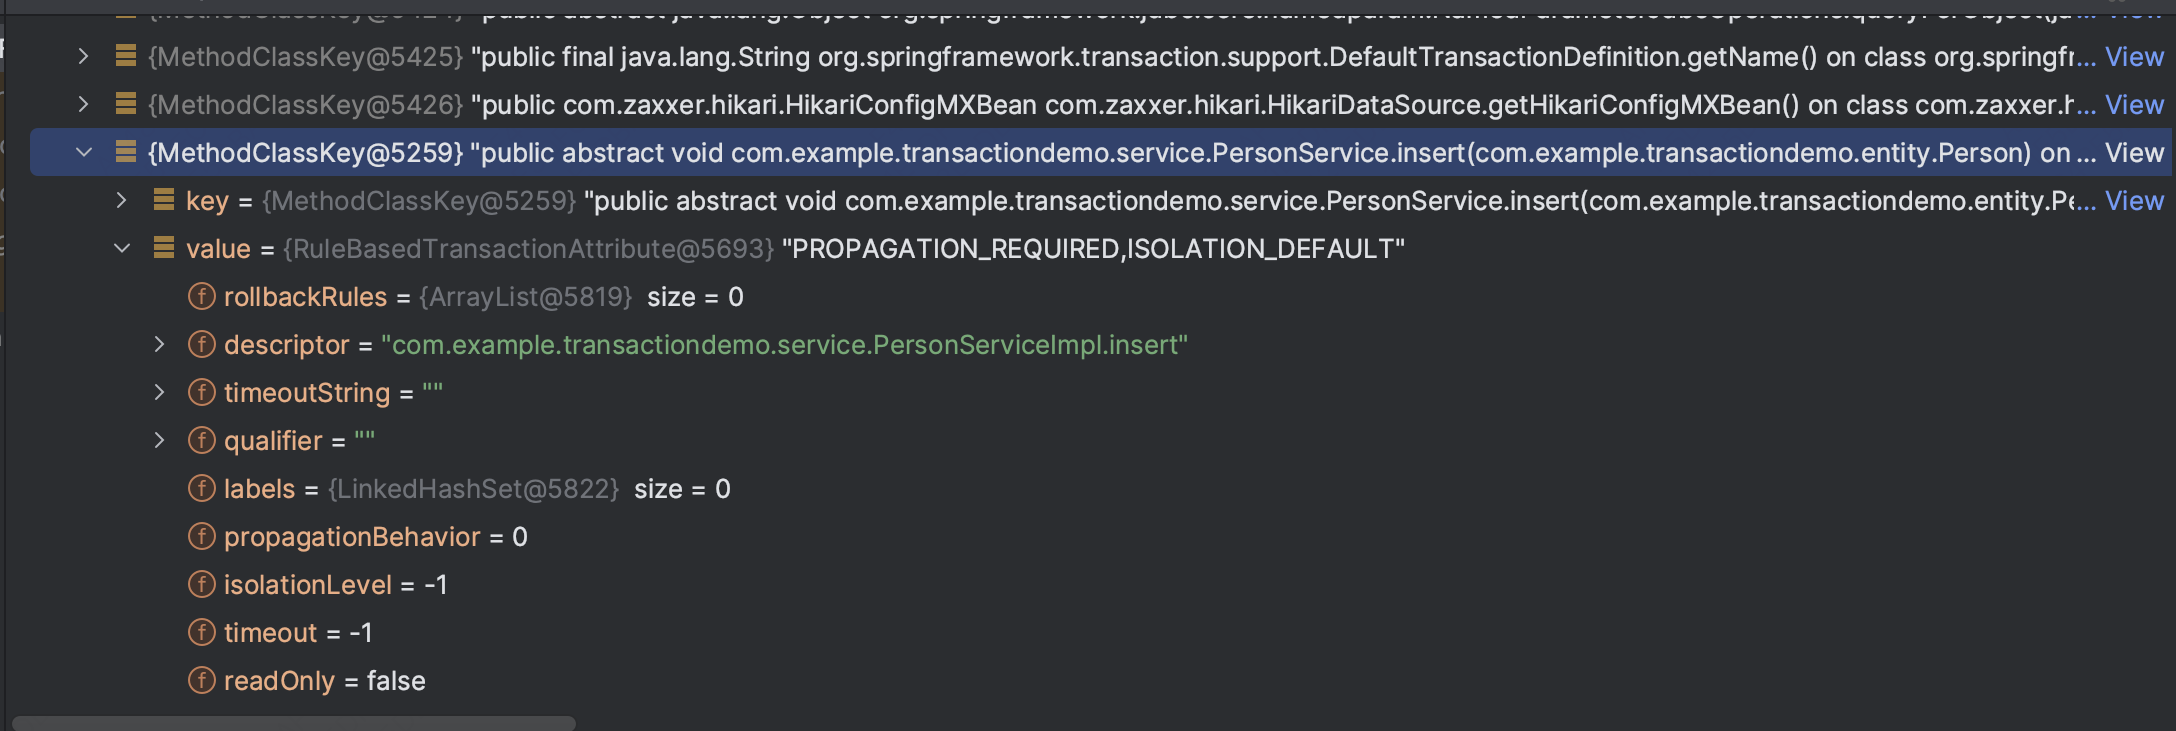 {MethodClassKey@5425} "public final java.lang.String org.springframework.transaction.support.DefaultTransactionDefinition.getName() on class org.springfr... View
{MethodClassKey@5426} "public com.zaxxer.hikari.HikariConfigMXBean com.zaxxer.hikari.HikariDataSource.getHikariConfigMXBean() on class com.zaxxer.h... View
{MethodClassKey@5259} "public abstract void com.example.transactiondemo.service.PersonService.insert(com.example.transactiondemo.entity.Person) on ... View
key = {MethodClassKey@5259} "public abstract void com.example.transactiondemo.service.PersonService.insert(com.example.transactiondemo.entity.Pe... View
value = {RuleBasedTransactionAttribute@5693} "PROPAGATION_REQUIRED,ISOLATION_DEFAULT"
f rollbackRules = {ArrayList@5819} size = 0
f descriptor = "com.example.transactiondemo.service.PersonServiceImpl.insert"
f timeoutString = ""
f qualifier = ""
f labels = {LinkedHashSet@5822} size = 0
f propagationBehavior = 0
f isolationLevel = -1
f timeout = -1
f readOnly = false